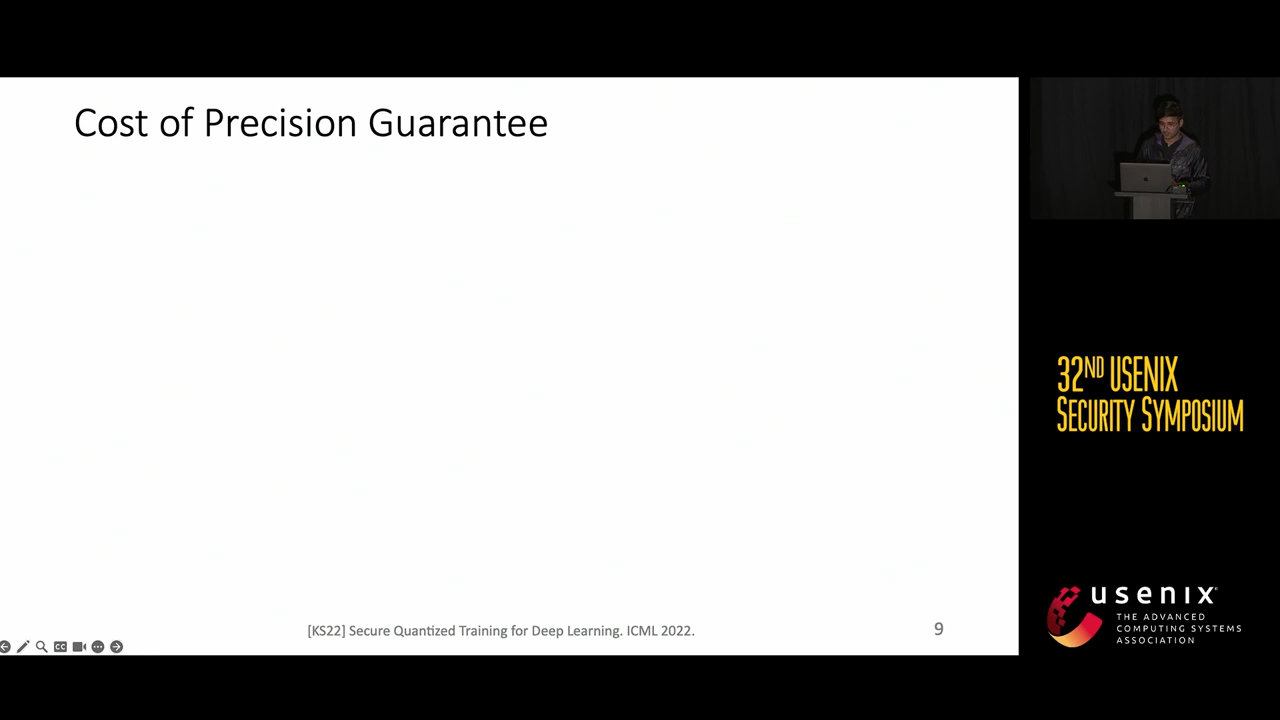 Cost of Precision Guarantee
[KS22] Secure Quantized Training for Deep Learning. ICML 2022.
9
32ND USENIX
SECURITY SYMPOSIUM
usenix
THE ADVANCED
COMPUTING SYSTEMS
ASSOCIATION